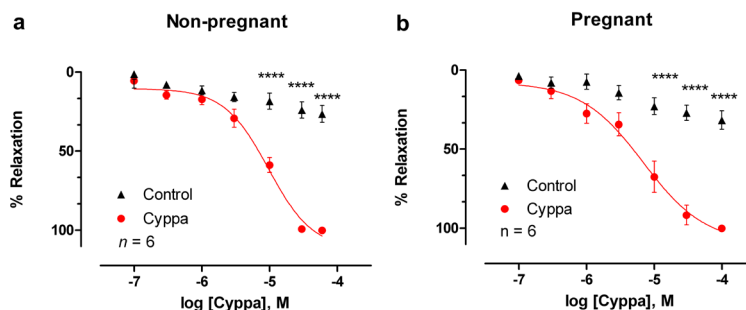 a
Non-pregnant
% Relaxation
0
50
100
****
****
****
Control
Cyppa
n = 6
-7
-6
-5
-4
log [Cyppa], M
b
Pregnant
% Relaxation
0
50
100
****
****
****
Control
Cyppa
n = 6
-7
-6
-5
-4
log [Cyppa], M